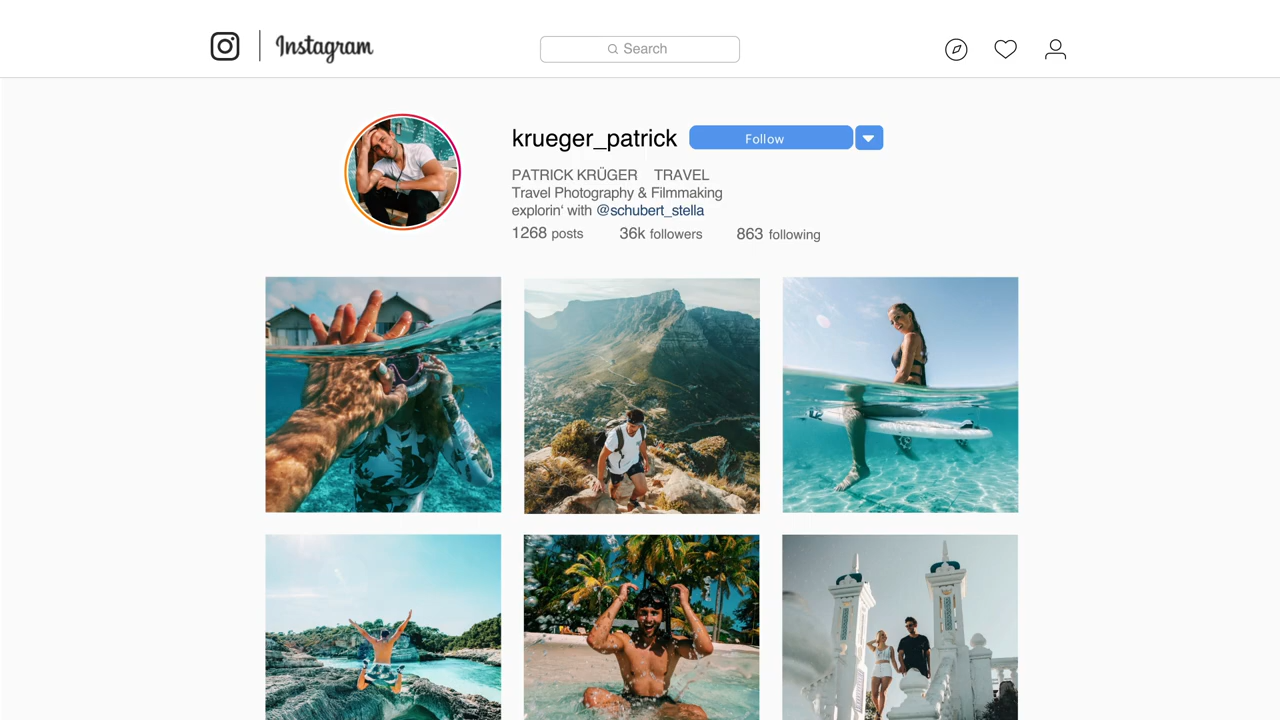 Instagram
Search
krueger_patrick
Follow
PATRICK KRÜGER TRAVEL
Travel Photography & Filmmaking
explorin‘ with @schubert_stella
1268 posts 36k followers 863 following